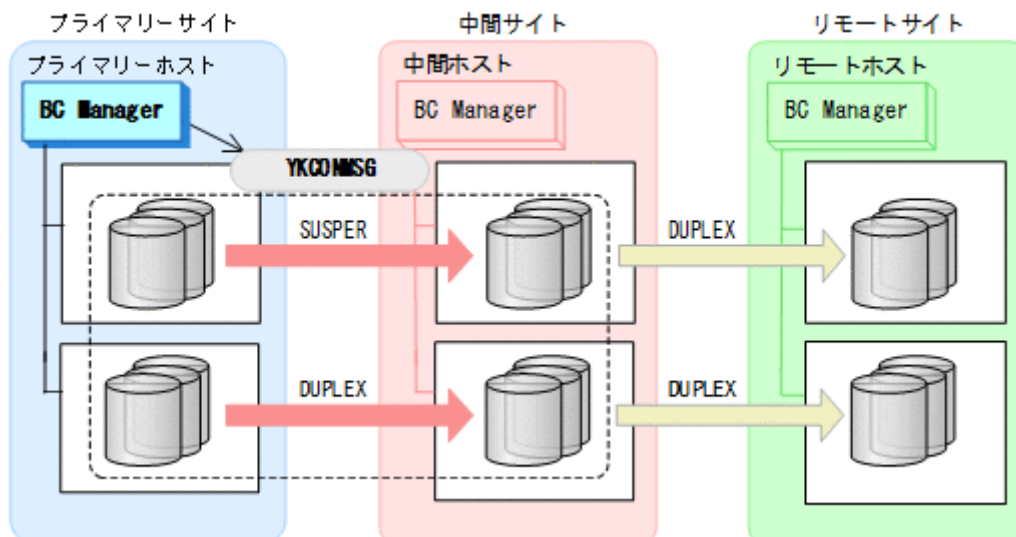 プライマリーサイト
中間サイト
リモートサイト
プライマリーホスト
中間ホスト
リモートホスト
BC Manager
BC Manager
BC Manager
YKCONMSG
SUSPER
DUPLEX
DUPLEX
DUPLEX